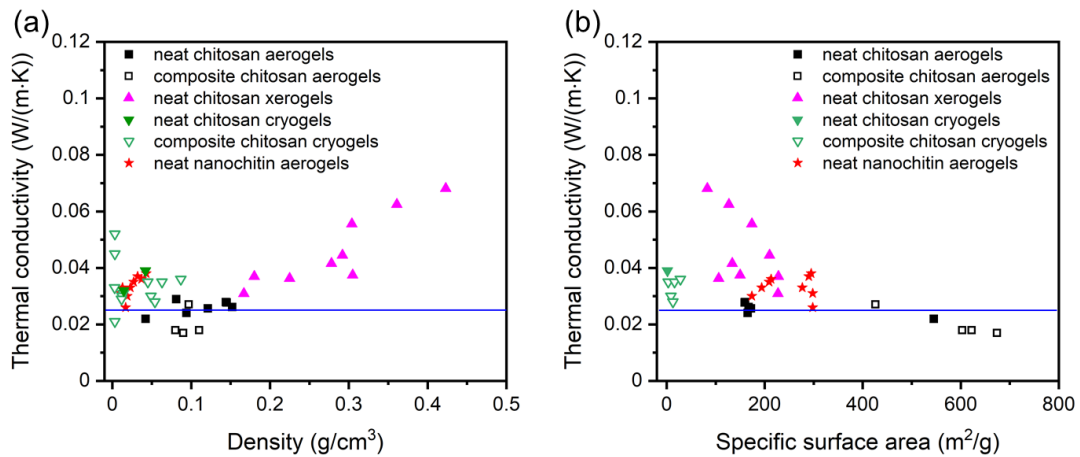 (a)
0.12
0.1
0.08
0.06
0.04
0.02
0
Thermal conductivity (W/(m·K))
neat chitosan aerogels
composite chitosan aerogels
neat chitosan xerogels
neat chitosan cryogels
composite chitosan cryogels
neat nanochitin aerogels
0 0.1 0.2 0.3 0.4 0.5
Density (g/cm³)
(b)
0.12
0.1
0.08
0.06
0.04
0.02
0
Thermal conductivity (W/(m·K))
neat chitosan aerogels
composite chitosan aerogels
neat chitosan xerogels
neat chitosan cryogels
composite chitosan cryogels
neat nanochitin aerogels
0 200 400 600 800
Specific surface area (m²/g)